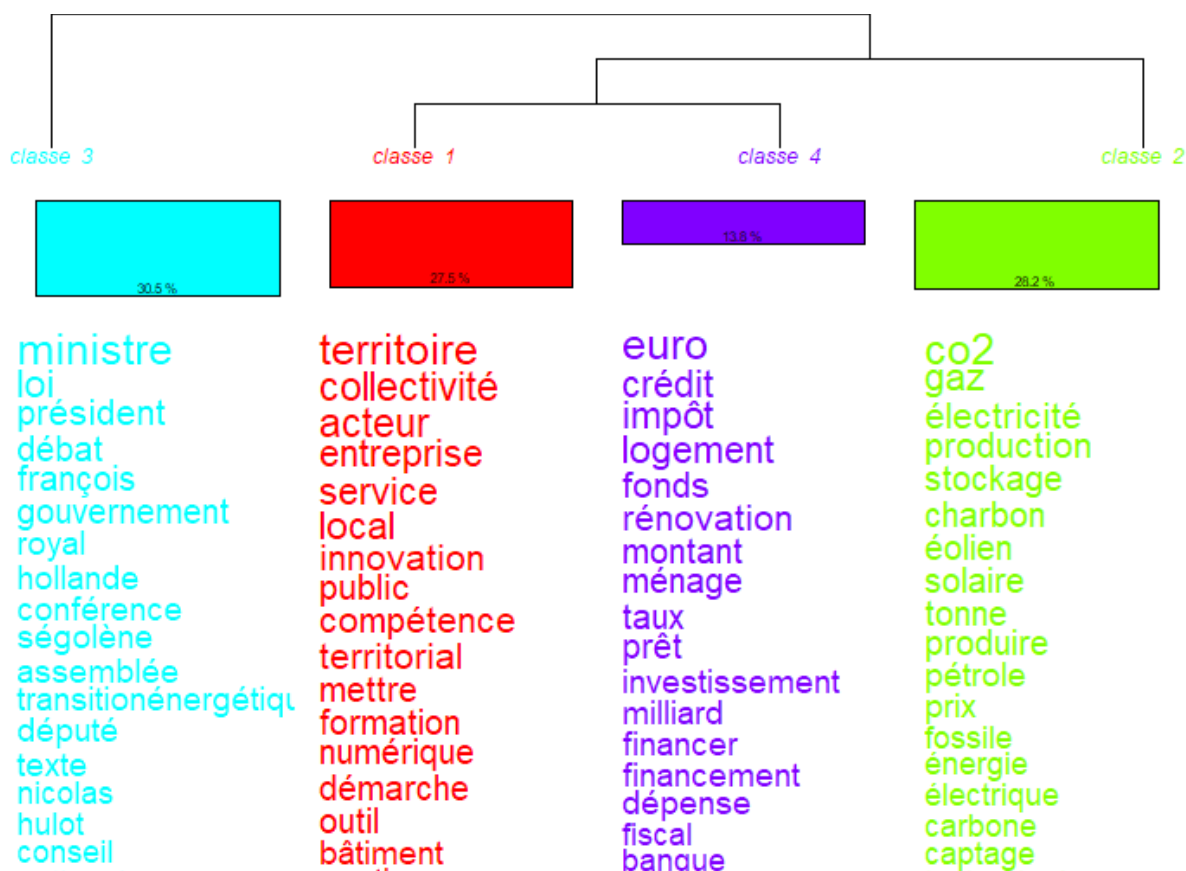 classe 3
classe 1
classe 4
classe 2
30.5 %
27.5 %
13.8 %
28.2 %
ministre
loi
président
débat
françois
gouvernement
royal
hollande
conférence
ségolène
assemblée
transitionénergétiqu
député
texte
nicolas
hulot
conseil
territoire
collectivité
acteur
entreprise
service
local
innovation
public
compétence
territorial
mettre
formation
numérique
démarche
outil
bâtiment
euro
crédit
impôt
logement
fonds
rénovation
montant
ménage
taux
prêt
investissement
milliard
financer
financement
dépense
fiscal
banque
co2
gaz
électricité
production
stockage
charbon
éolien
solaire
tonne
produire
pétrole
prix
fossile
énergie
électrique
carbone
captage